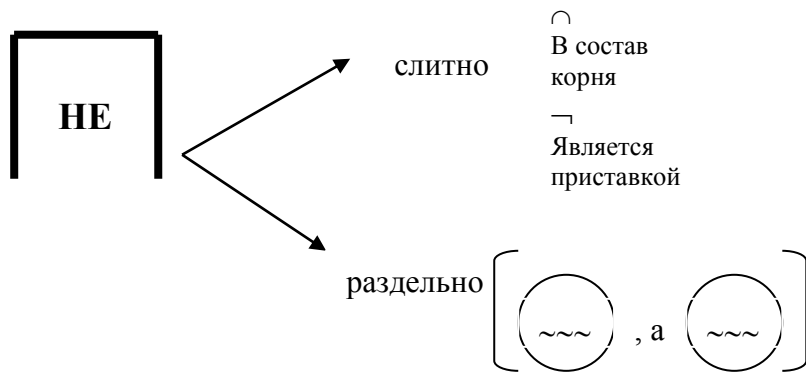 НЕ
слитно
В состав
корня
Является
приставкой
раздельно
~~~ , а ~~~